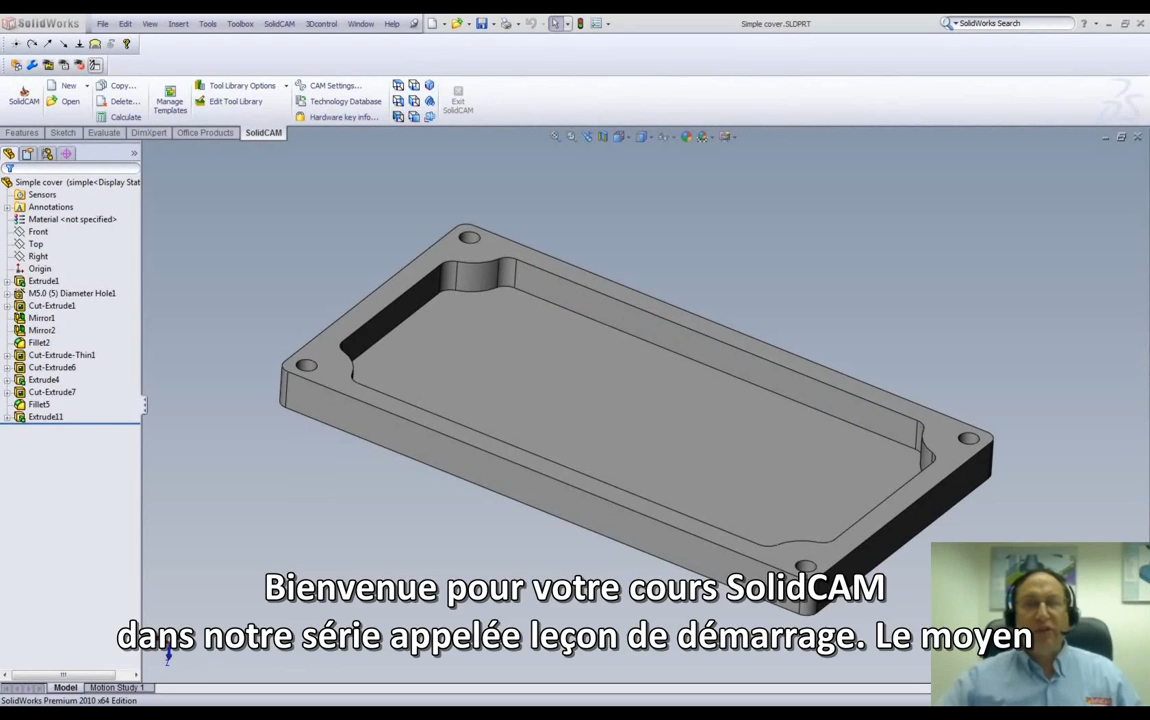 SolidWorks File Edit View Insert Tools Toolbox SolidCAM 3Dcontrol Window Help Simple cover.SLDPRT SolidWorks Search
New Copy... Tool Library Options CAM Settings...
SolidCAM Open Delete... Manage Templates Edit Tool Library Technology Database Exit SolidCAM
Calculate Hardware key info...
Features Sketch Evaluate DimXpert Office Products SolidCAM
Simple cover (simple<Display Stat
Sensors
Annotations
Material <not specified>
Front
Top
Right
Origin
Extrude1
M5.0 (5) Diameter Hole1
Cut-Extrude1
Mirror1
Mirror2
Fillet2
Cut-Extrude-Thin1
Cut-Extrude6
Extrude4
Cut-Extrude7
Fillet5
Extrude11
Bienvenue pour votre cours SolidCAM
dans notre série appelée leçon de démarrage. Le moyen
Model Motion Study 1
SolidWorks Premium 2010 x64 Edition